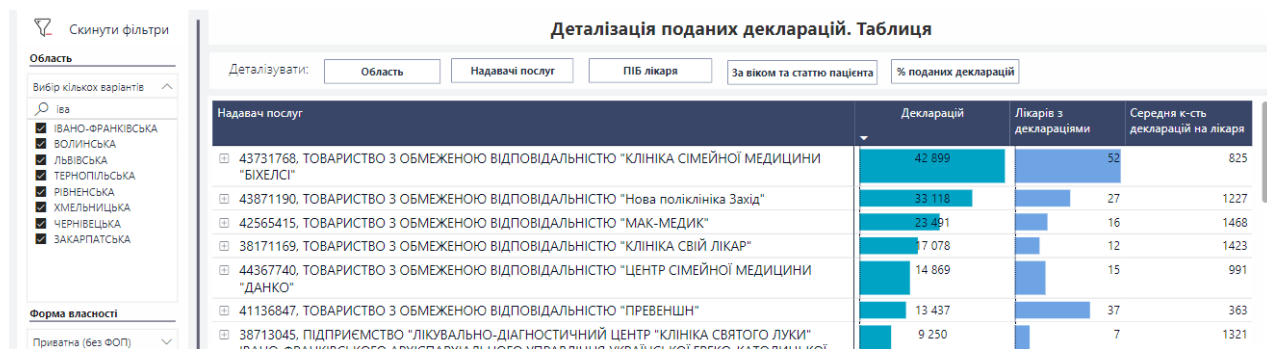 Скинути фільтри
Область
Вибір кількох варіантів
іва
ІВАНО-ФРАНКІВСЬКА
ВОЛИНСЬКА
ЛЬВІВСЬКА
ТЕРНОПІЛЬСЬКА
РІВНЕНСЬКА
ХМЕЛЬНИЦЬКА
ЧЕРНІВЕЦЬКА
ЗАКАРПАТСЬКА
Форма власності
Приватна (без ФОП)
Деталізація поданих декларацій. Таблиця
Деталізувати: Область Надавачі послуг ПІБ лікаря За віком та статтю пацієнта % поданих декларацій
Надавач послуг Декларацій Лікарів з деклараціями Середня к-сть декларацій на лікаря
43731768, ТОВАРИСТВО З ОБМЕЖЕНОЮ ВІДПОВІДАЛЬНІСТЮ "КЛІНІКА СІМЕЙНОЇ МЕДИЦИНИ 42 899 52 825
"БІХЕЛСІ"
43871190, ТОВАРИСТВО З ОБМЕЖЕНОЮ ВІДПОВІДАЛЬНІСТЮ "Нова поліклініка Захід" 33 118 27 1227
42565415, ТОВАРИСТВО З ОБМЕЖЕНОЮ ВІДПОВІДАЛЬНІСТЮ "МАК-МЕДИК" 23 491 16 1468
38171169, ТОВАРИСТВО З ОБМЕЖЕНОЮ ВІДПОВІДАЛЬНІСТЮ "КЛІНІКА СВІЙ ЛІКАР" 17 078 12 1423
44367740, ТОВАРИСТВО З ОБМЕЖЕНОЮ ВІДПОВІДАЛЬНІСТЮ "ЦЕНТР СІМЕЙНОЇ МЕДИЦИНИ 14 869 15 991
"ДАНКО"
41136847, ТОВАРИСТВО З ОБМЕЖЕНОЮ ВІДПОВІДАЛЬНІСТЮ "ПРЕВЕНШН" 13 437 37 363
38713045, ПІДПРИЄМСТВО "ЛІКУВАЛЬНО-ДІАГНОСТИЧНИЙ ЦЕНТР "КЛІНІКА СВЯТОГО ЛУКИ" 9 250 7 1321